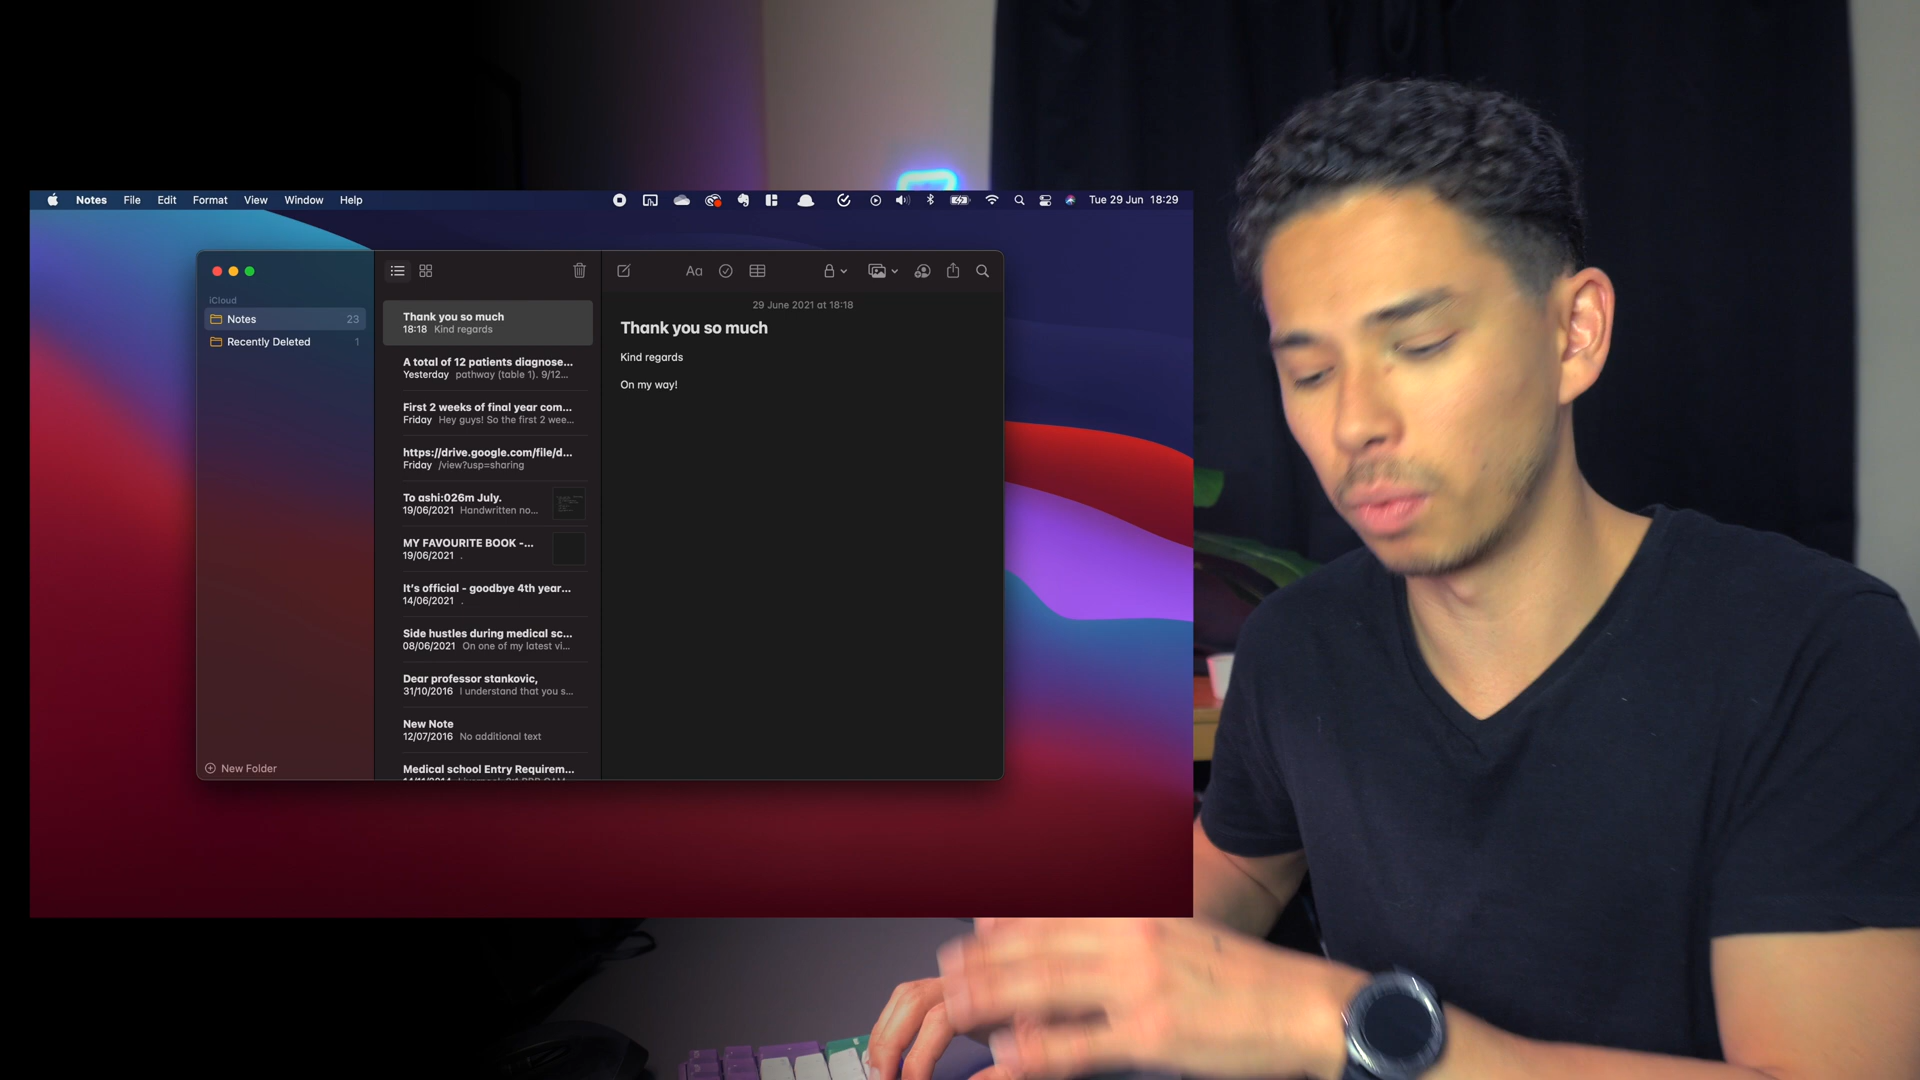 Notes File Edit Format View Window Help
Tue 29 Jun 18:29
iCloud
Notes 23
Recently Deleted 1
New Folder
Thank you so much
18:18 Kind regards
A total of 12 patients diagnose...
Yesterday pathway (table 1). 9/12...
First 2 weeks of final year com...
Friday Hey guys! So the first 2 wee...
https://drive.google.com/file/d...
Friday /view?usp=sharing
To ashi:026m July.
19/06/2021 Handwritten no...
MY FAVOURITE BOOK -...
19/06/2021 .
It's official - goodbye 4th year...
14/06/2021 .
Side hustles during medical sc...
08/06/2021 On one of my latest vi...
Dear professor stankovic,
31/10/2016 I understand that you s...
New Note
12/07/2016 No additional text
Medical school Entry Requirem...
Aa
29 June 2021 at 18:18
Thank you so much
Kind regards
On my way!